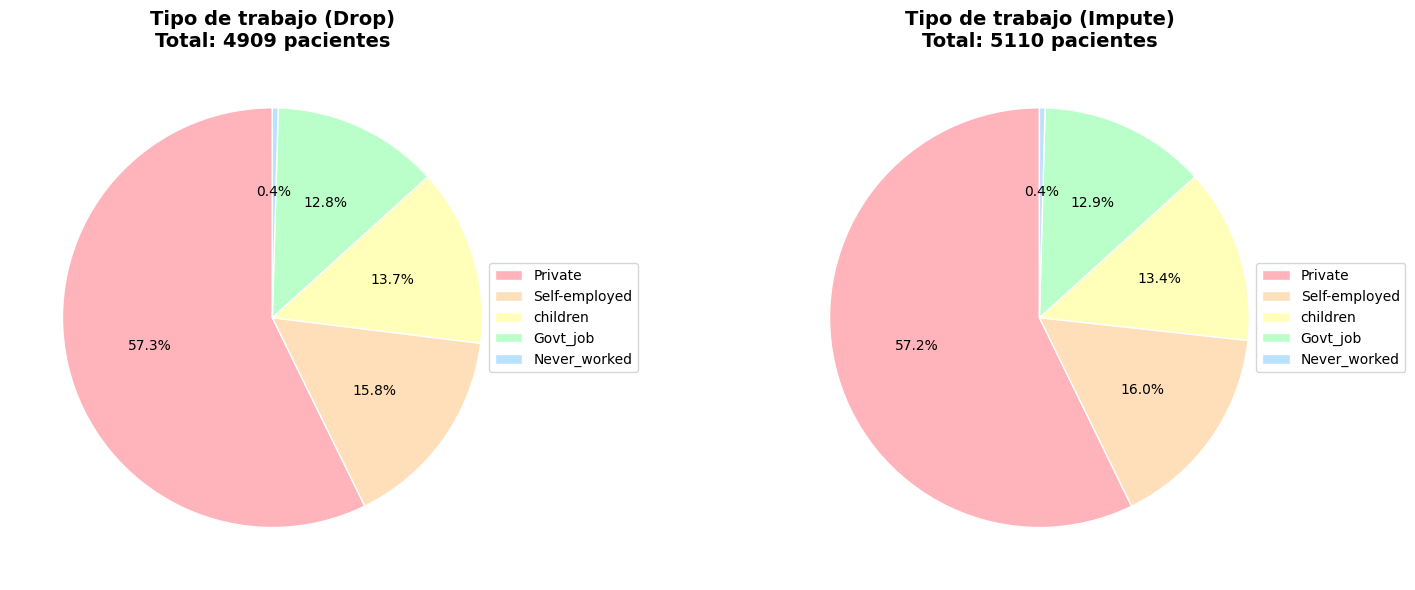 Tipo de trabajo (Drop)
Total: 4909 pacientes
0.4%
12.8%
13.7%
57.3%
15.8%
Private
Self-employed
children
Govt_job
Never_worked
Tipo de trabajo (Impute)
Total: 5110 pacientes
0.4%
12.9%
13.4%
57.2%
16.0%
Private
Self-employed
children
Govt_job
Never_worked